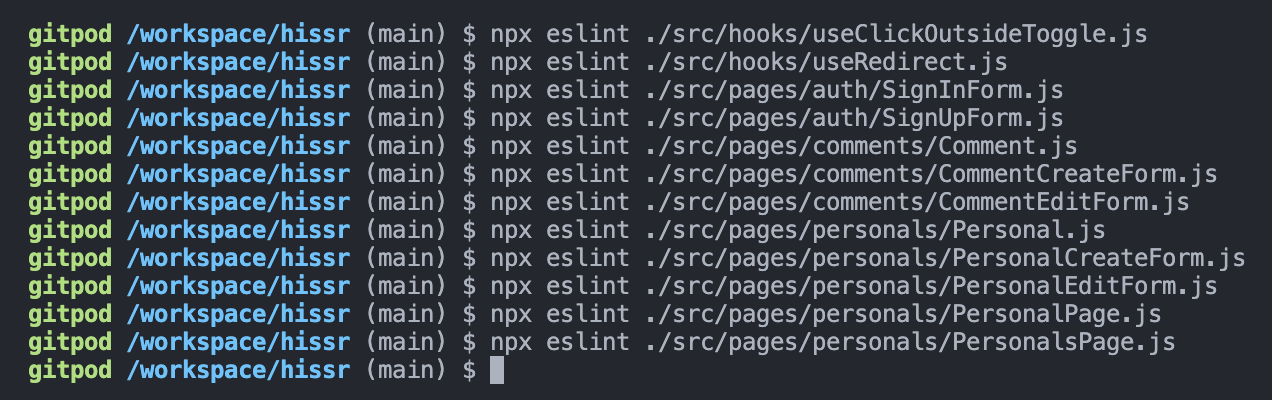 gitpod /workspace/hissr (main) $ npx eslint ./src/hooks/useClickOutsideToggle.js
gitpod /workspace/hissr (main) $ npx eslint ./src/hooks/useRedirect.js
gitpod /workspace/hissr (main) $ npx eslint ./src/pages/auth/SignInForm.js
gitpod /workspace/hissr (main) $ npx eslint ./src/pages/auth/SignUpForm.js
gitpod /workspace/hissr (main) $ npx eslint ./src/pages/comments/Comment.js
gitpod /workspace/hissr (main) $ npx eslint ./src/pages/comments/CommentCreateForm.js
gitpod /workspace/hissr (main) $ npx eslint ./src/pages/comments/CommentEditForm.js
gitpod /workspace/hissr (main) $ npx eslint ./src/pages/personals/Personal.js
gitpod /workspace/hissr (main) $ npx eslint ./src/pages/personals/PersonalCreateForm.js
gitpod /workspace/hissr (main) $ npx eslint ./src/pages/personals/PersonalEditForm.js
gitpod /workspace/hissr (main) $ npx eslint ./src/pages/personals/PersonalPage.js
gitpod /workspace/hissr (main) $ npx eslint ./src/pages/personals/PersonalsPage.js
gitpod /workspace/hissr (main) $